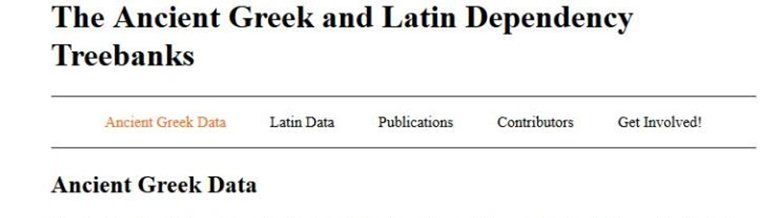 The Ancient Greek and Latin Dependency
Treebanks
Ancient Greek Data Latin Data Publications Contributors Get Involved!
Ancient Greek Data